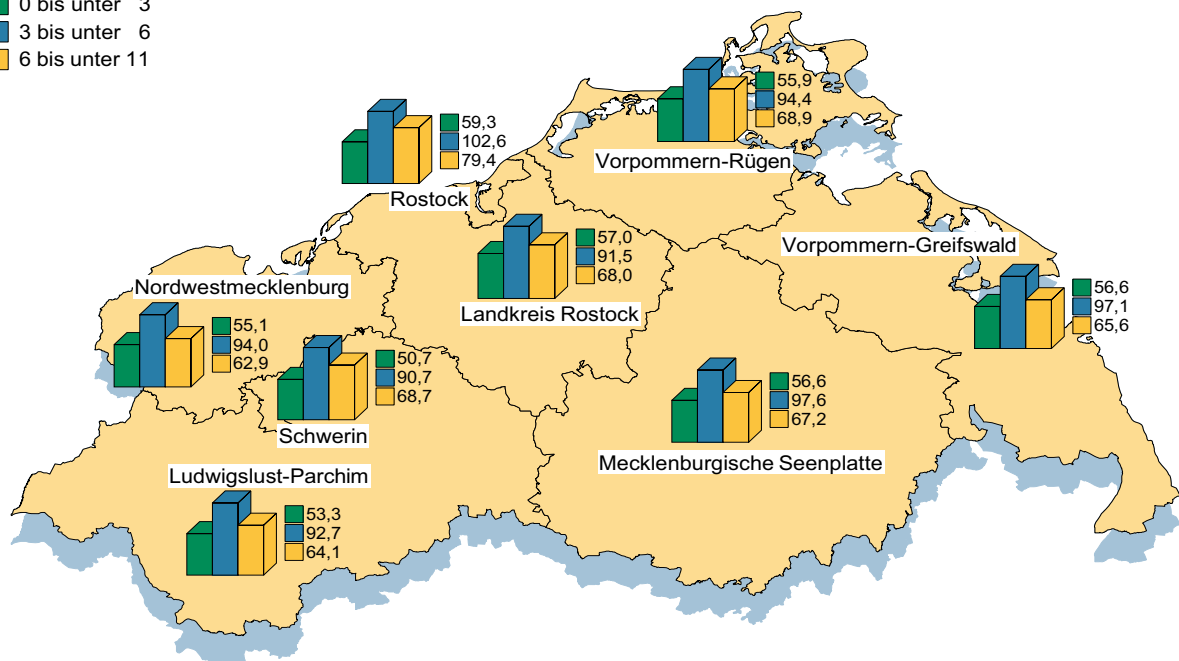 0 bis unter 3
3 bis unter 6
6 bis unter 11
55,9
94,4
68,9
Vorpommern-Rügen
59,3
102,6
79,4
Rostock
57,0
91,5
68,0
Landkreis Rostock
Vorpommern-Greifswald
56,6
97,1
65,6
Nordwestmecklenburg
55,1
94,0
62,9
50,7
90,7
68,7
Schwerin
56,6
97,6
67,2
Mecklenburgische Seenplatte
Ludwigslust-Parchim
53,3
92,7
64,1